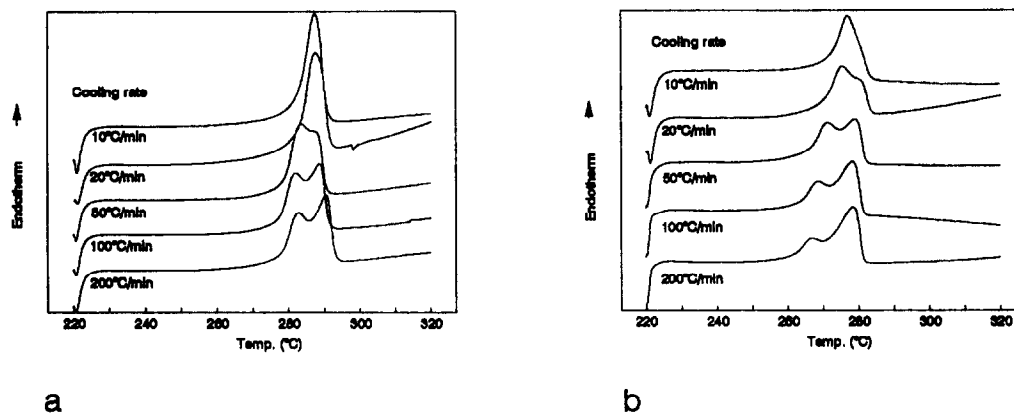 Cooling rate
10°C/min
20°C/min
50°C/min
100°C/min
200°C/min
Endotherm
220 240 260 280 300 320
Temp. (°C)
a
Cooling rate
10°C/min
20°C/min
50°C/min
100°C/min
200°C/min
Endotherm
220 240 260 280 300 320
Temp. (°C)
b